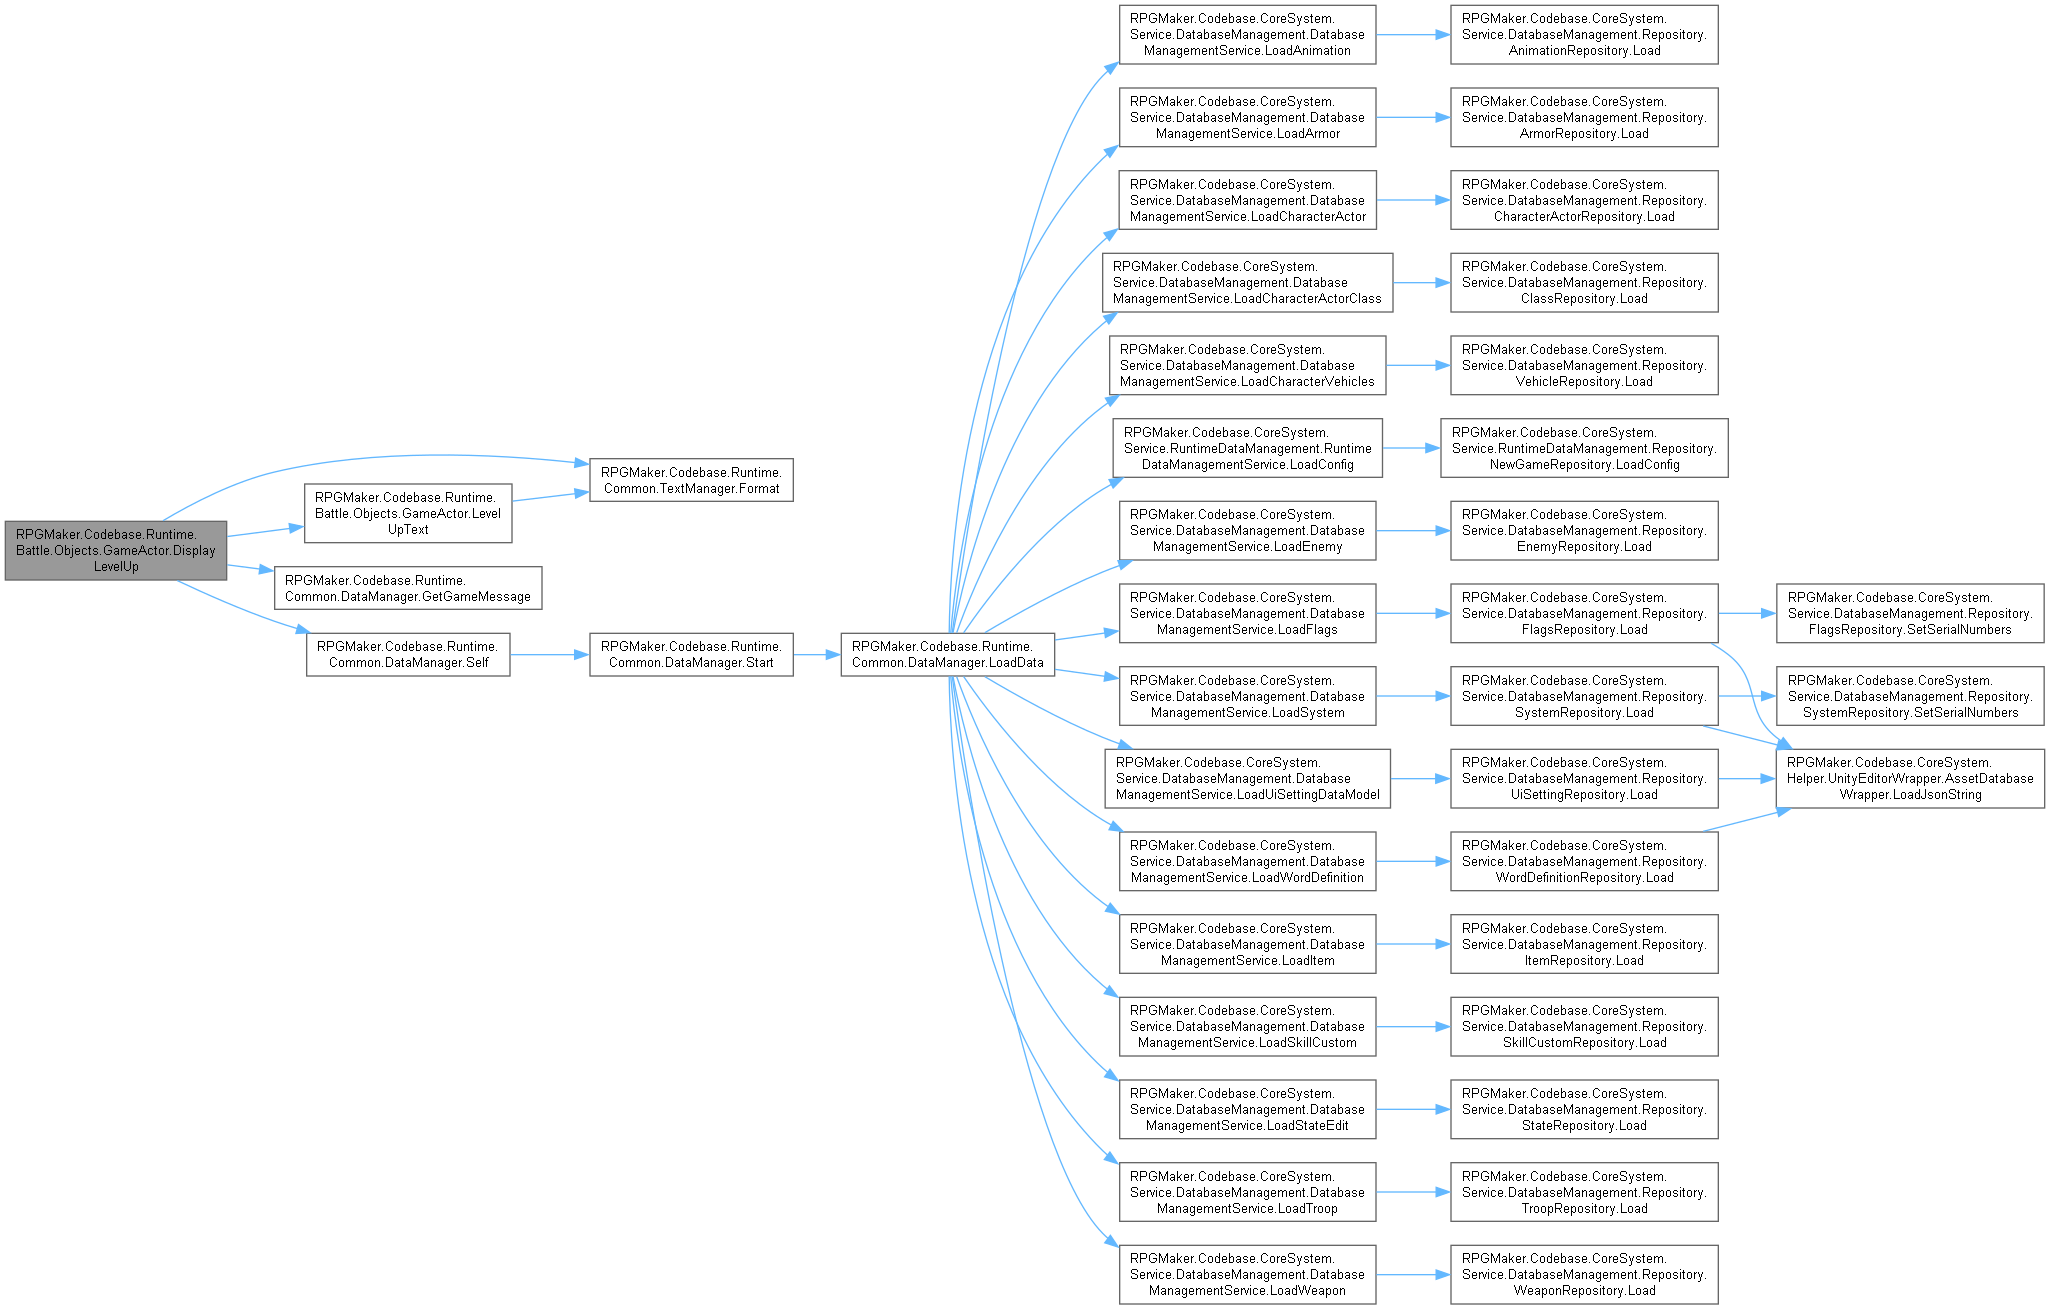 RPGMaker.Codebase.Runtime.
Battle.Objects.GameActor.Display
LevelUp
RPGMaker.Codebase.Runtime.
Common.TextManager.Format
RPGMaker.Codebase.Runtime.
Battle.Objects.GameActor.Level
UpText
RPGMaker.Codebase.Runtime.
Common.DataManager.GetGameMessage
RPGMaker.Codebase.Runtime.
Common.DataManager.Self
RPGMaker.Codebase.Runtime.
Common.DataManager.Start
RPGMaker.Codebase.Runtime.
Common.DataManager.LoadData
RPGMaker.Codebase.CoreSystem.
Service.DatabaseManagement.Database
ManagementService.LoadAnimation
RPGMaker.Codebase.CoreSystem.
Service.DatabaseManagement.Repository.
AnimationRepository.Load
RPGMaker.Codebase.CoreSystem.
Service.DatabaseManagement.Database
ManagementService.LoadArmor
RPGMaker.Codebase.CoreSystem.
Service.DatabaseManagement.Repository.
ArmorRepository.Load
RPGMaker.Codebase.CoreSystem.
Service.DatabaseManagement.Database
ManagementService.LoadCharacterActor
RPGMaker.Codebase.CoreSystem.
Service.DatabaseManagement.Repository.
CharacterActorRepository.Load
RPGMaker.Codebase.CoreSystem.
Service.DatabaseManagement.Database
ManagementService.LoadCharacterActorClass
RPGMaker.Codebase.CoreSystem.
Service.DatabaseManagement.Repository.
ClassRepository.Load
RPGMaker.Codebase.CoreSystem.
Service.DatabaseManagement.Database
ManagementService.LoadCharacterVehicles
RPGMaker.Codebase.CoreSystem.
Service.DatabaseManagement.Repository.
VehicleRepository.Load
RPGMaker.Codebase.CoreSystem.
Service.RuntimeDataManagement.Runtime
DataManagementService.LoadConfig
RPGMaker.Codebase.CoreSystem.
Service.RuntimeDataManagement.Repository.
NewGameRepository.LoadConfig
RPGMaker.Codebase.CoreSystem.
Service.DatabaseManagement.Database
ManagementService.LoadEnemy
RPGMaker.Codebase.CoreSystem.
Service.DatabaseManagement.Repository.
EnemyRepository.Load
RPGMaker.Codebase.CoreSystem.
Service.DatabaseManagement.Database
ManagementService.LoadFlags
RPGMaker.Codebase.CoreSystem.
Service.DatabaseManagement.Repository.
FlagsRepository.Load
RPGMaker.Codebase.CoreSystem.
Service.DatabaseManagement.Repository.
FlagsRepository.SetSerialNumbers
RPGMaker.Codebase.CoreSystem.
Service.DatabaseManagement.Database
ManagementService.LoadSystem
RPGMaker.Codebase.CoreSystem.
Service.DatabaseManagement.Repository.
SystemRepository.Load
RPGMaker.Codebase.CoreSystem.
Service.DatabaseManagement.Repository.
SystemRepository.SetSerialNumbers
RPGMaker.Codebase.CoreSystem.
Service.DatabaseManagement.Database
ManagementService.LoadUiSettingDataModel
RPGMaker.Codebase.CoreSystem.
Service.DatabaseManagement.Repository.
UiSettingRepository.Load
RPGMaker.Codebase.CoreSystem.
Helper.UnityEditorWrapper.AssetDatabase
Wrapper.LoadJsonString
RPGMaker.Codebase.CoreSystem.
Service.DatabaseManagement.Database
ManagementService.LoadWordDefinition
RPGMaker.Codebase.CoreSystem.
Service.DatabaseManagement.Repository.
WordDefinitionRepository.Load
RPGMaker.Codebase.CoreSystem.
Service.DatabaseManagement.Database
ManagementService.LoadItem
RPGMaker.Codebase.CoreSystem.
Service.DatabaseManagement.Repository.
ItemRepository.Load
RPGMaker.Codebase.CoreSystem.
Service.DatabaseManagement.Database
ManagementService.LoadSkillCustom
RPGMaker.Codebase.CoreSystem.
Service.DatabaseManagement.Repository.
SkillCustomRepository.Load
RPGMaker.Codebase.CoreSystem.
Service.DatabaseManagement.Database
ManagementService.LoadStateEdit
RPGMaker.Codebase.CoreSystem.
Service.DatabaseManagement.Repository.
StateRepository.Load
RPGMaker.Codebase.CoreSystem.
Service.DatabaseManagement.Database
ManagementService.LoadTroop
RPGMaker.Codebase.CoreSystem.
Service.DatabaseManagement.Repository.
TroopRepository.Load
RPGMaker.Codebase.CoreSystem.
Service.DatabaseManagement.Database
ManagementService.LoadWeapon
RPGMaker.Codebase.CoreSystem.
Service.DatabaseManagement.Repository.
WeaponRepository.Load